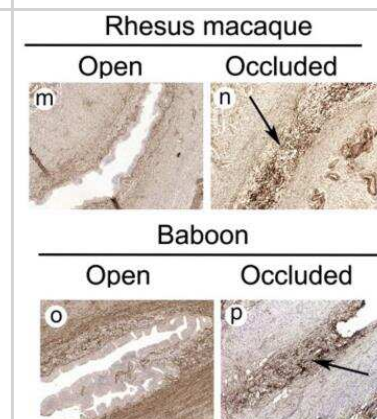 Rhesus macaque
Open Occluded
m n
Baboon
Open Occluded
o p